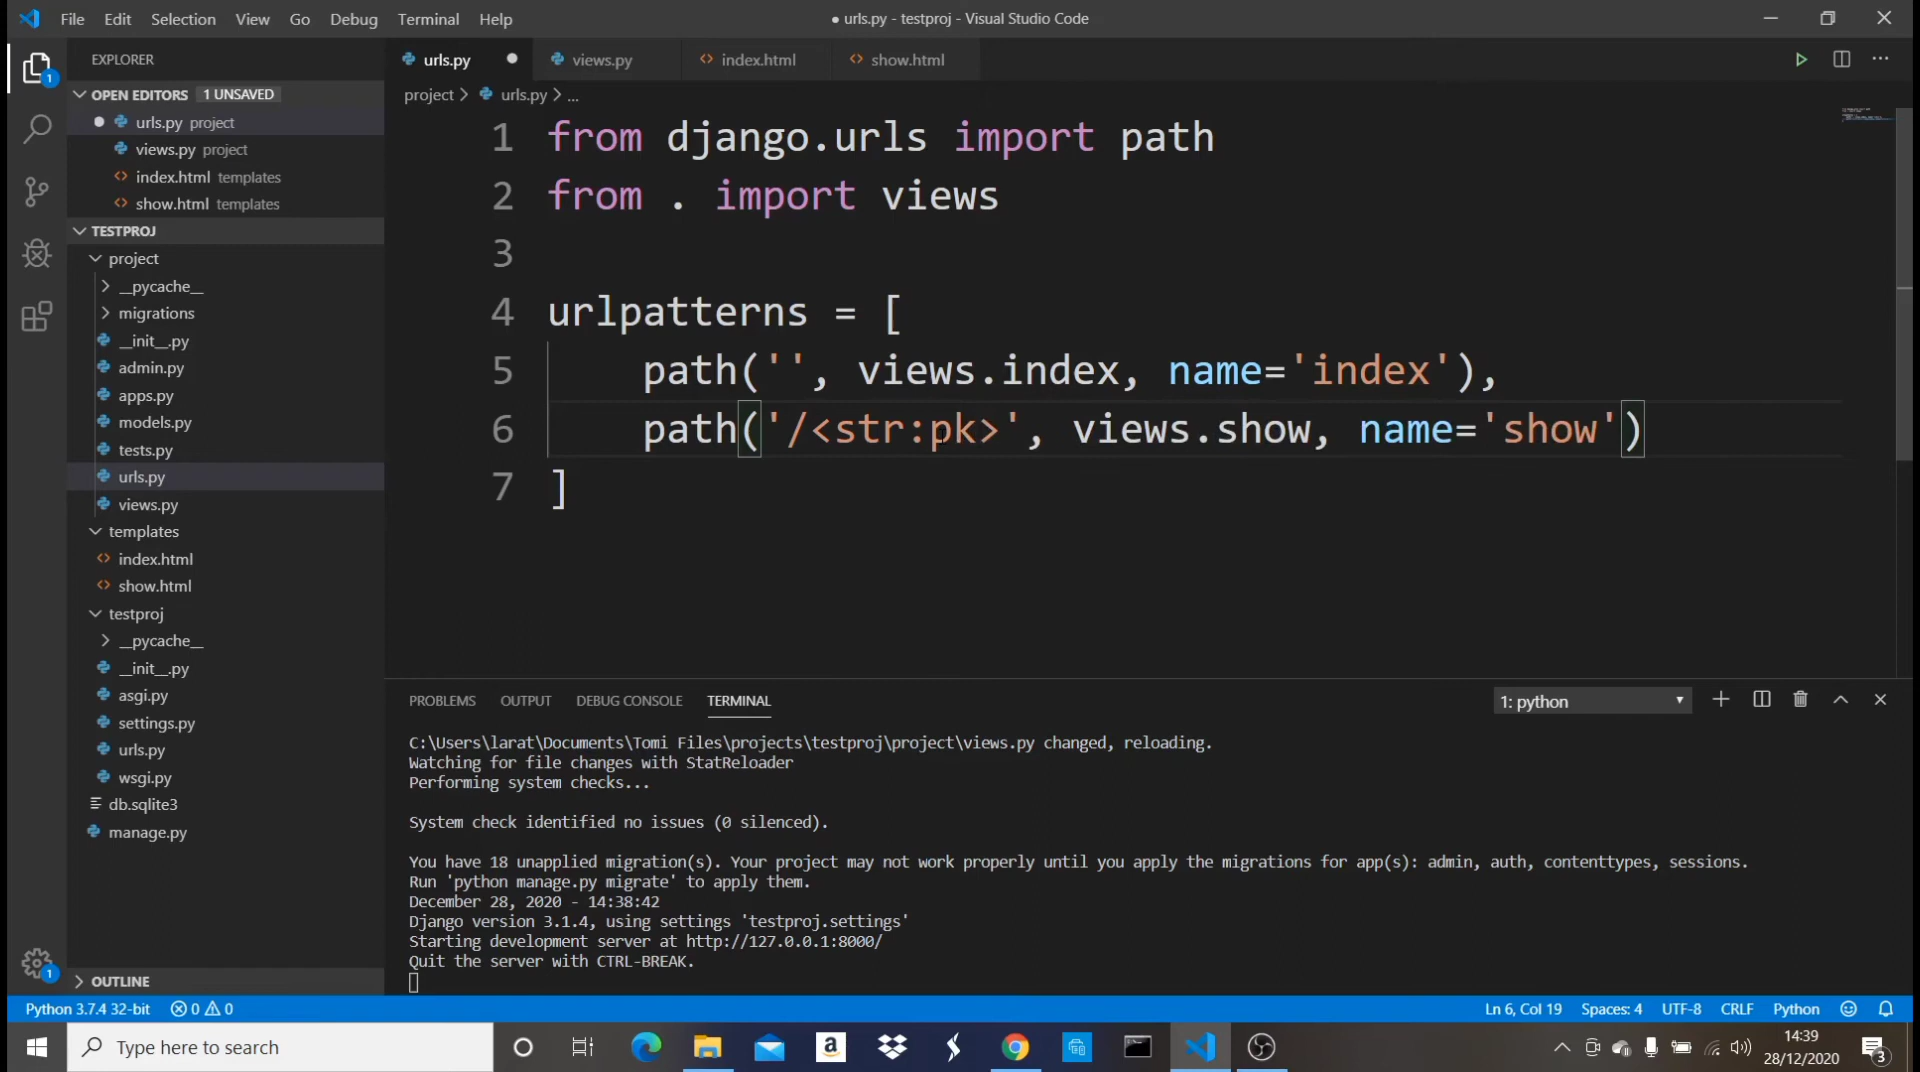 File Edit Selection View Go Debug Terminal Help
● urls.py - testproj - Visual Studio Code
EXPLORER
urls.py
views.py
index.html
show.html
OPEN EDITORS 1 UNSAVED
project > urls.py > ...
urls.py project
views.py project
index.html templates
show.html templates
TESTPROJ
project
__pycache__
migrations
__init__.py
admin.py
apps.py
models.py
tests.py
urls.py
views.py
templates
index.html
show.html
testproj
__pycache__
__init__.py
asgi.py
settings.py
urls.py
wsgi.py
db.sqlite3
manage.py
OUTLINE
1 from django.urls import path
2 from . import views
3
4 urlpatterns = [
5 path('', views.index, name='index'),
6 path('/<str:pk>', views.show, name='show')
7 ]
PROBLEMS OUTPUT DEBUG CONSOLE TERMINAL
1: python
C:\Users\larat\Documents\Tomi Files\projects\testproj\project\views.py changed, reloading.
Watching for file changes with StatReloader
Performing system checks...
System check identified no issues (0 silenced).
You have 18 unapplied migration(s). Your project may not work properly until you apply the migrations for app(s): admin, auth, contenttypes, sessions.
Run 'python manage.py migrate' to apply them.
December 28, 2020 - 14:38:42
Django version 3.1.4, using settings 'testproj.settings'
Starting development server at http://127.0.0.1:8000/
Quit the server with CTRL-BREAK.
Python 3.7.4 32-bit 0 0
Ln 6, Col 19 Spaces: 4 UTF-8 CRLF Python
Type here to search
14:39
28/12/2020
3